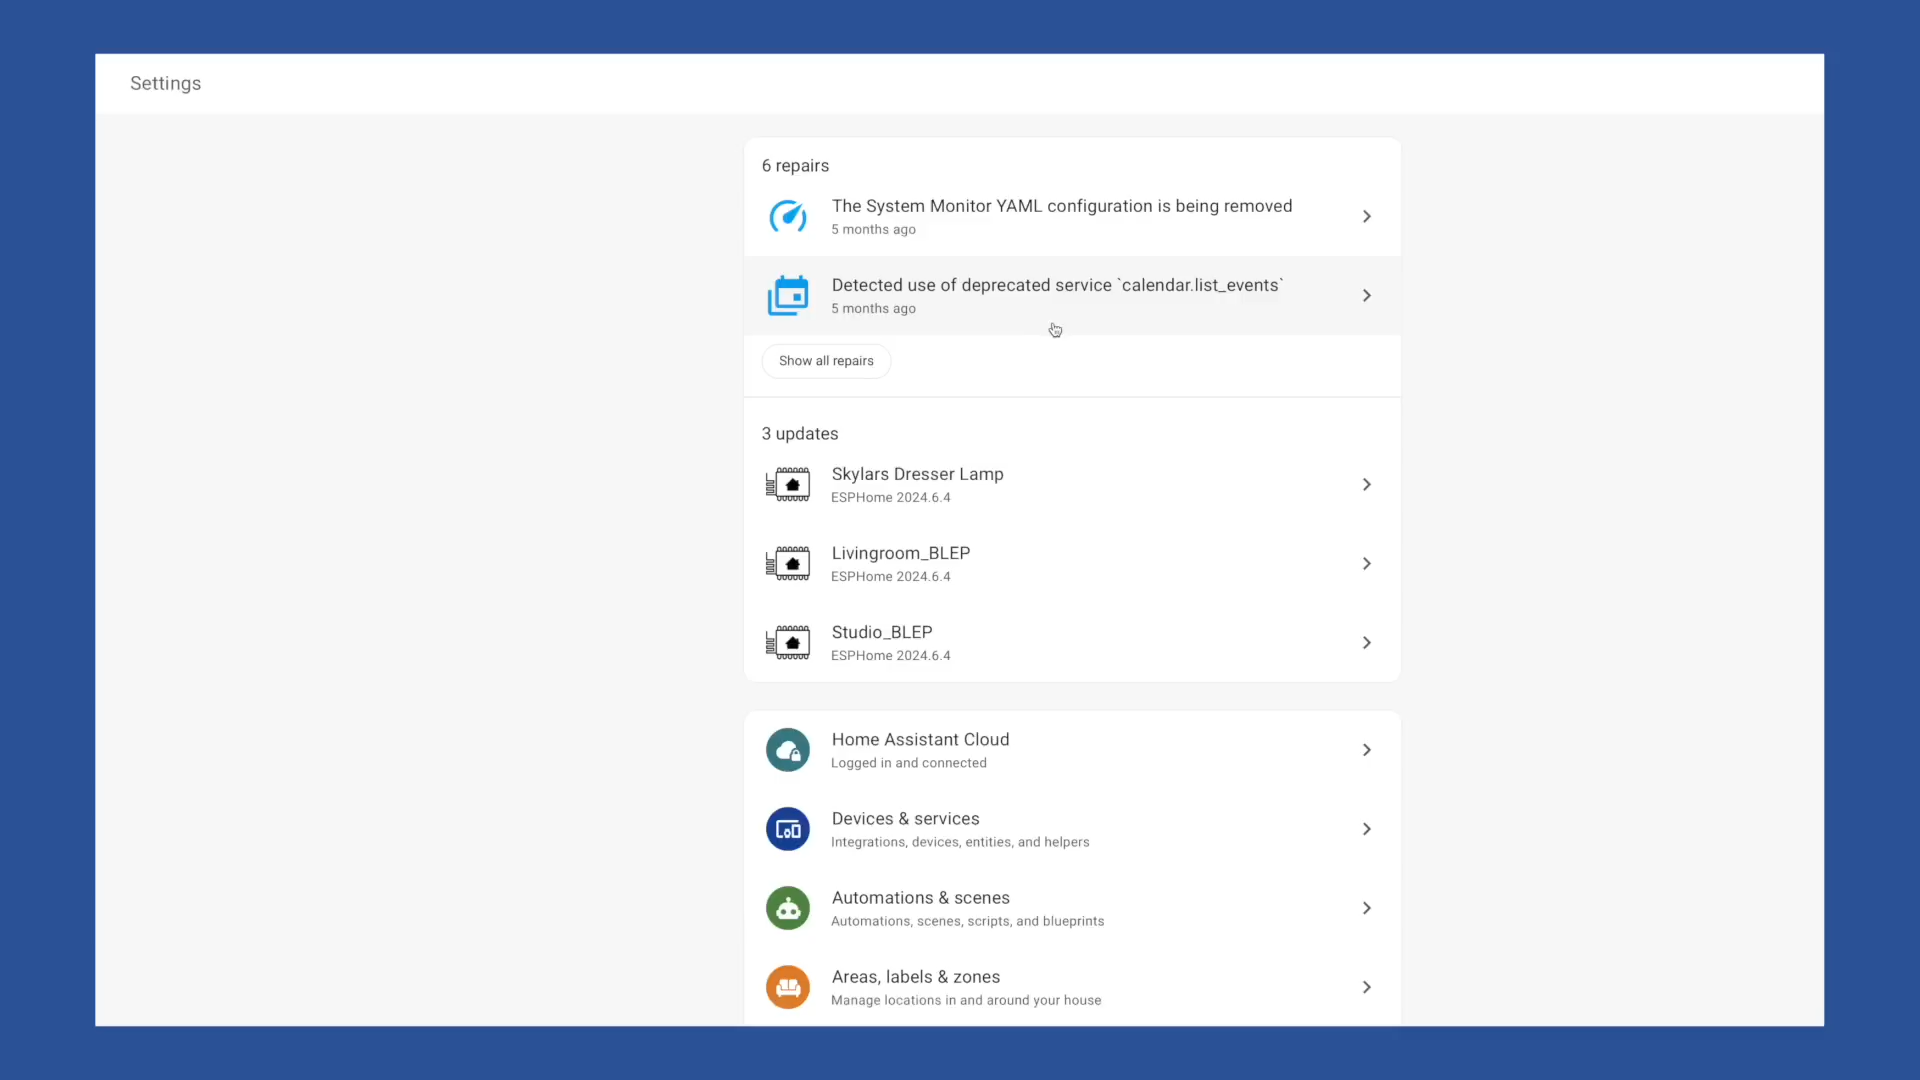 Settings
6 repairs
The System Monitor YAML configuration is being removed
5 months ago
Detected use of deprecated service `calendar.list_events`
5 months ago
Show all repairs
3 updates
Skylars Dresser Lamp
ESPHome 2024.6.4
Livingroom_BLEP
ESPHome 2024.6.4
Studio_BLEP
ESPHome 2024.6.4
Home Assistant Cloud
Logged in and connected
Devices & services
Integrations, devices, entities, and helpers
Automations & scenes
Automations, scenes, scripts, and blueprints
Areas, labels & zones
Manage locations in and around your house